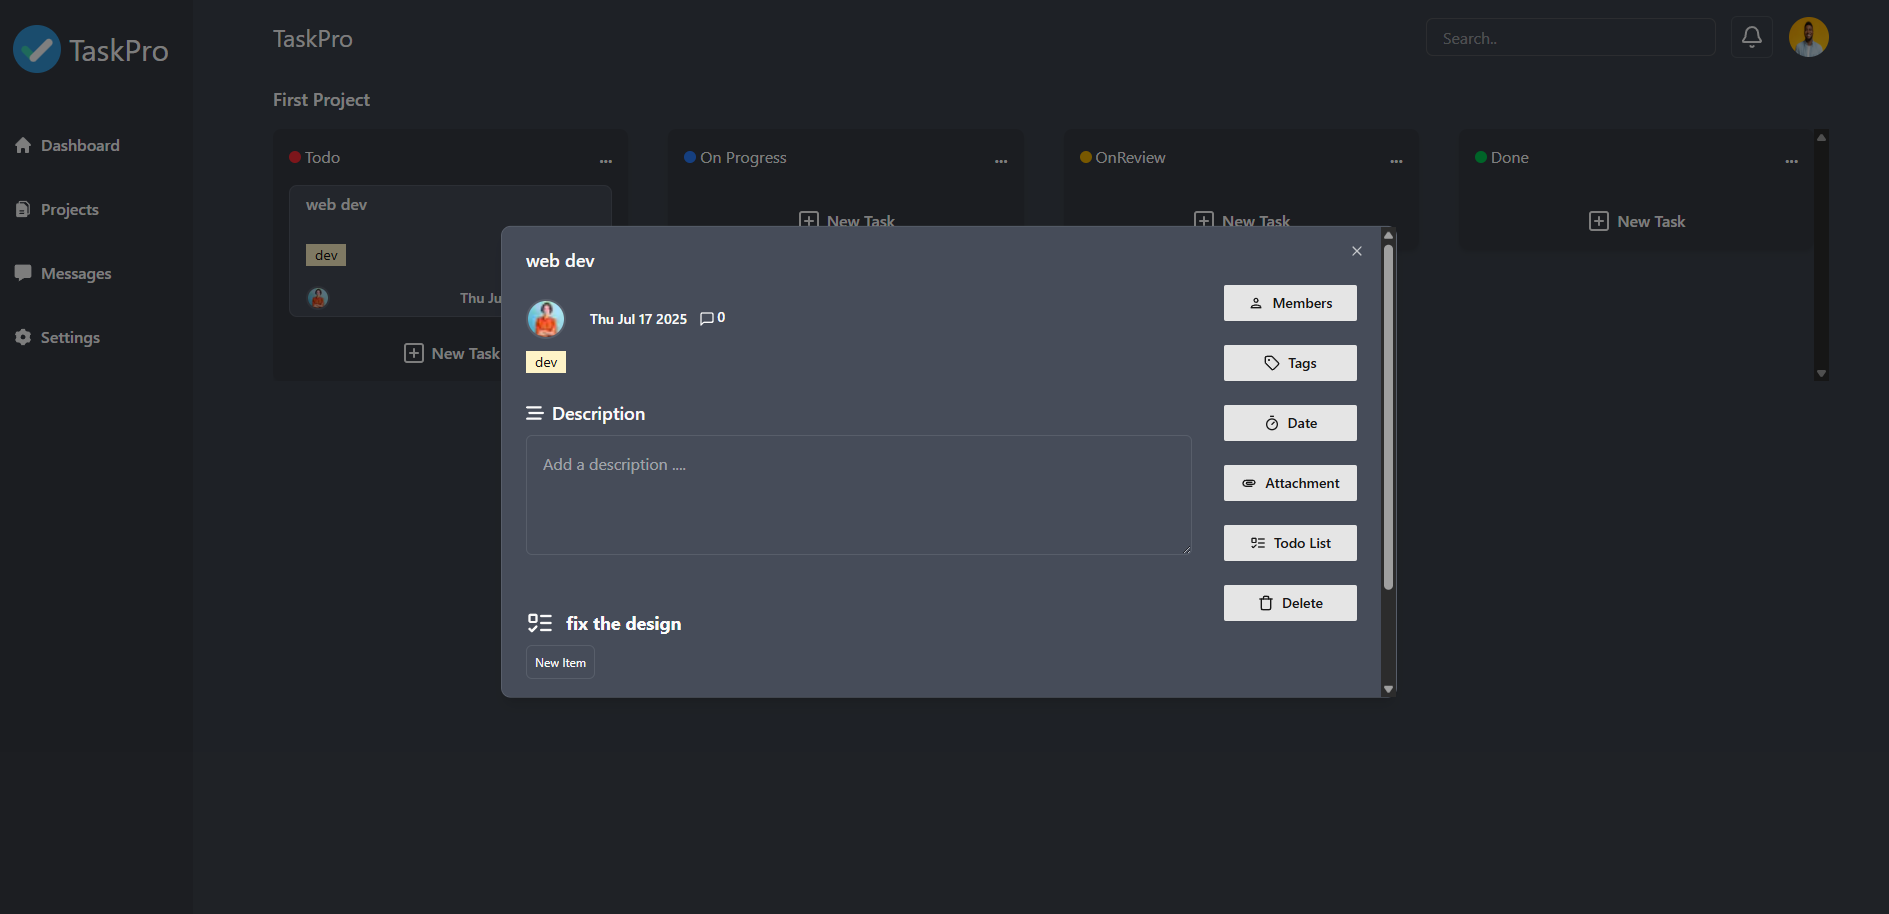 TaskPro
Dashboard
Projects
Messages
Settings
TaskPro
Search..
First Project
Todo
...
web dev
dev
Thu Ju
New Task
On Progress
...
New Task
OnReview
...
New Task
Done
...
New Task
web dev
Thu Jul 17 2025 0
dev
Description
Add a description ....
fix the design
New Item
Members
Tags
Date
Attachment
Todo List
Delete